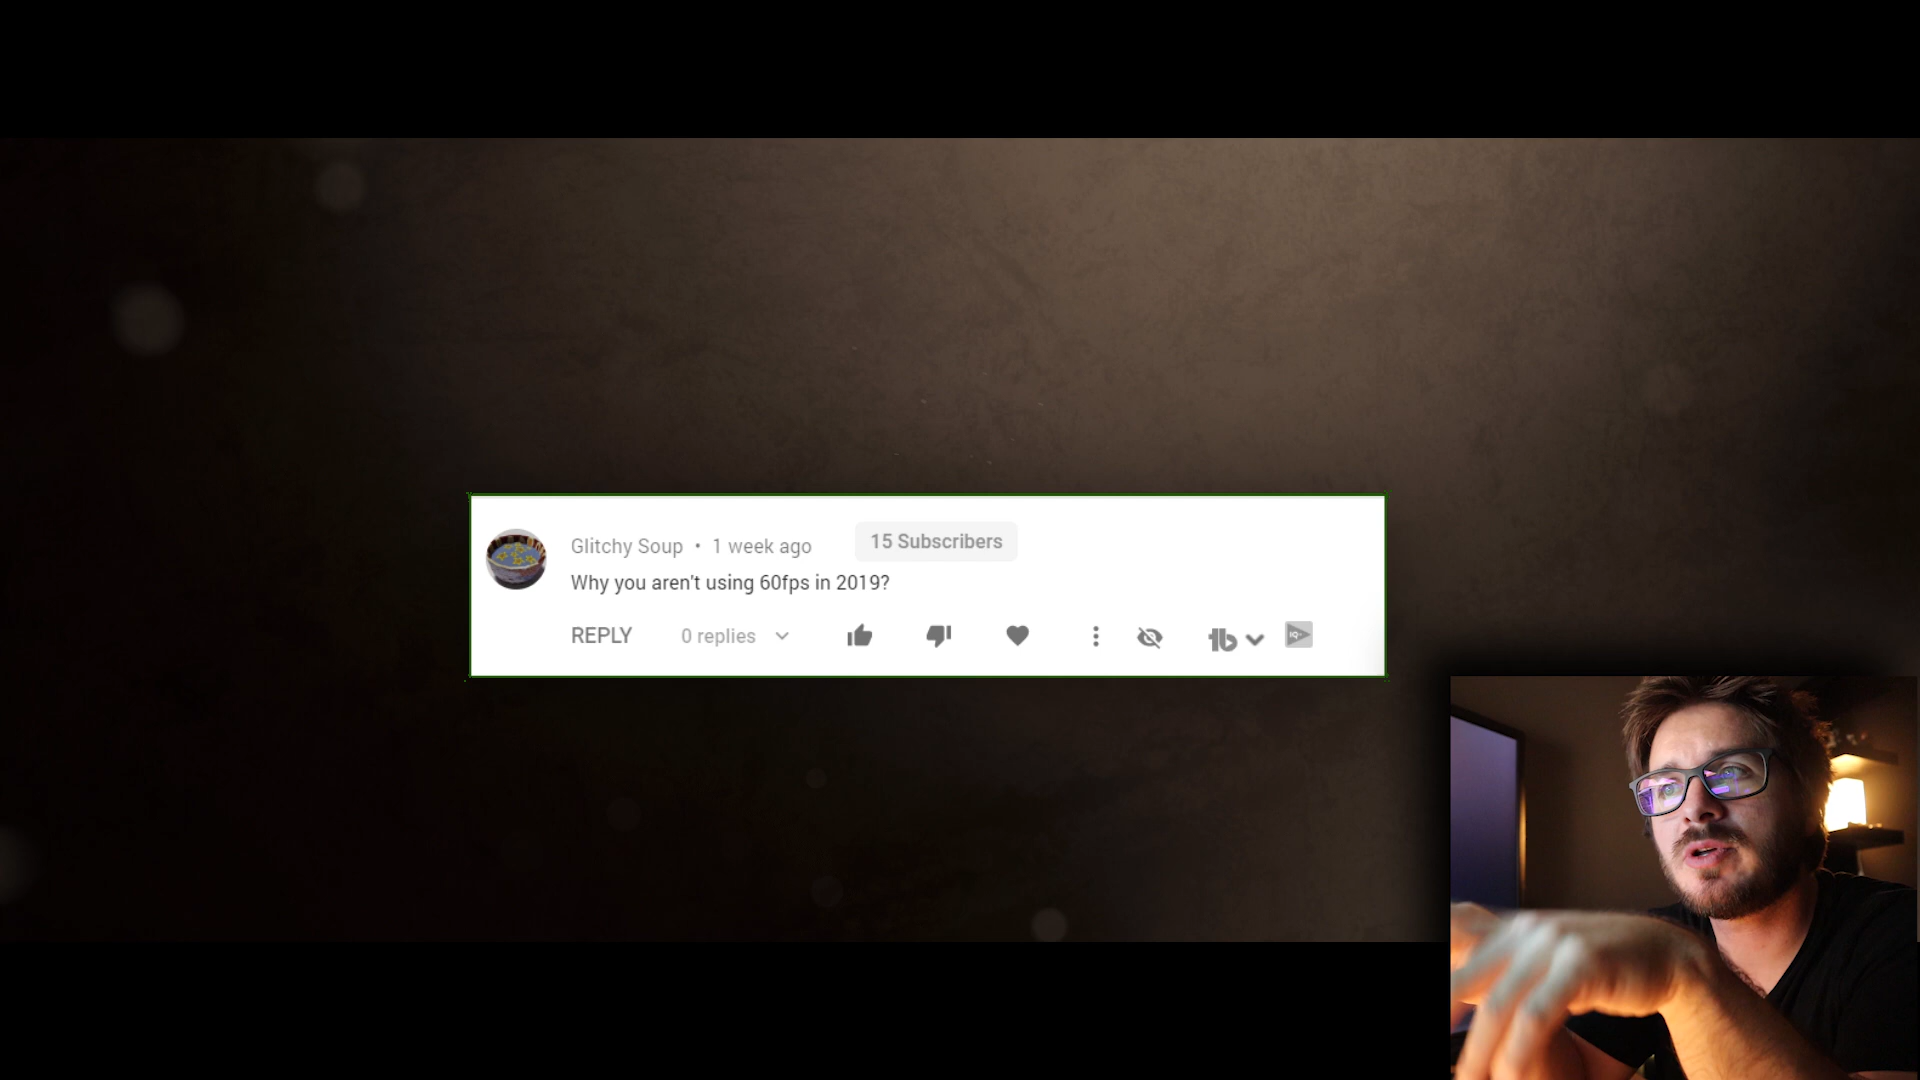 Glitchy Soup • 1 week ago 15 Subscribers
Why you aren't using 60fps in 2019?
REPLY 0 replies